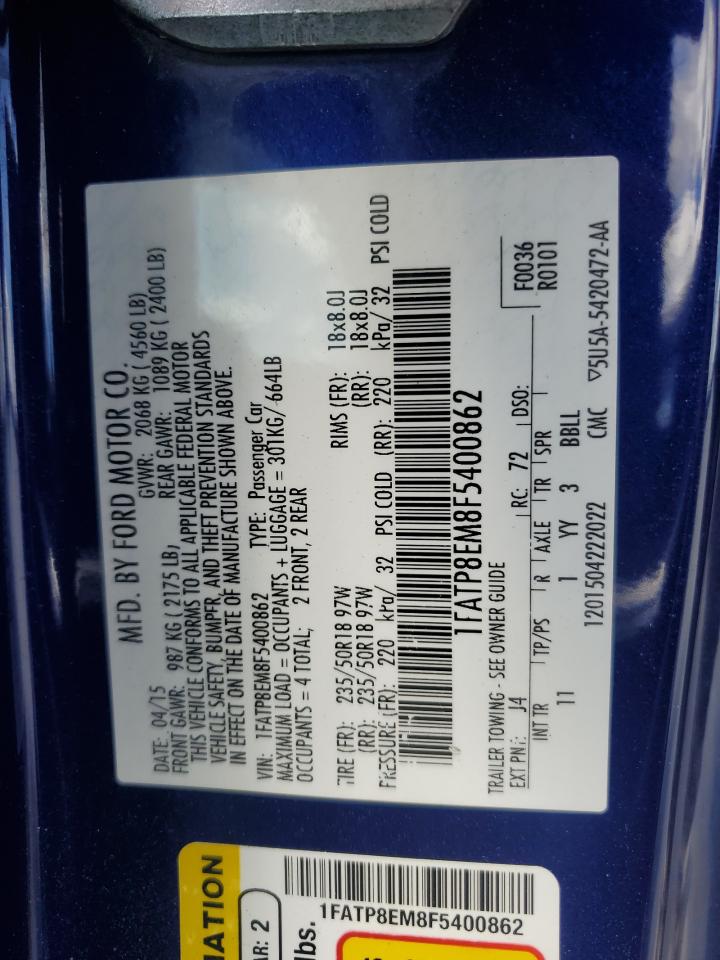 MFD. BY FORD MOTOR CO.
DATE: 04/15 GVWR: 2068 KG ( 4560 LB)
FRONT GAWR: 987 KG ( 2175 LB) REAR GAWR: 1089 KG ( 2400 LB)
THIS VEHICLE CONFORMS TO ALL APPLICABLE FEDERAL MOTOR
VEHICLE SAFETY, BUMPER, AND THEFT PREVENTION STANDARDS
IN EFFECT ON THE DATE OF MANUFACTURE SHOWN ABOVE.
VIN: 1FATP8EM8F5400862 TYPE: Passenger Car
MAXIMUM LOAD = OCCUPANTS + LUGGAGE = 301KG/ 664LB
OCCUPANTS = 4 TOTAL: 2 FRONT, 2 REAR
TIRE (FR): 235/50R18 97W RIMS (FR): 18x8.0J
(RR): 235/50R18 97W (RR): 18x8.0J
PRESSURE (FR): 220 kPa/ 32 PSI COLD (RR): 220 kPa/ 32 PSI COLD
1FATP8EM8F5400862
TRAILER TOWING - SEE OWNER GUIDE
EXT PNT: J4 RC: 72 DSO: F0036
R0101
INT TR TP/PS R AXLE TR SPR
11 1 YY 3 BBLL
1201504222022 CMC ▽5U5A-5420472-AA
MATION
AR: 2
lbs.
1FATP8EM8F5400862